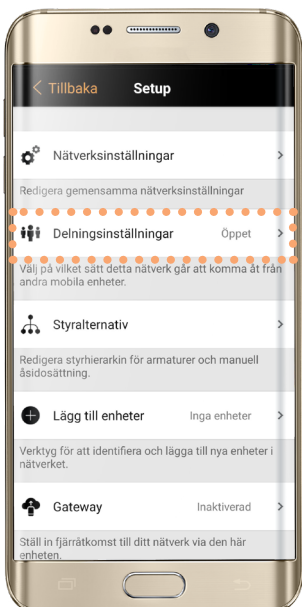 Tillbaka Setup
Nätverksinställningar
Redigera gemensamma nätverksinställningar
Delningsinställningar Öppet
Välj på vilket sätt detta nätverk går att komma åt från
andra mobila enheter.
Styralternativ
Redigera styrhierarkin för armaturer och manuell
åsidosättning.
Lägg till enheter Inga enheter
Verktyg för att identifiera och lägga till nya enheter i
nätverket.
Gateway Inaktiverad
Ställ in fjärråtkomst till ditt nätverk via den här
enheten.